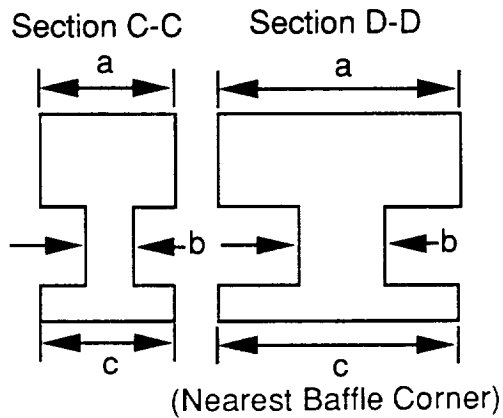 Section C-C Section D-D
a a
b b
c c
(Nearest Baffle Corner)